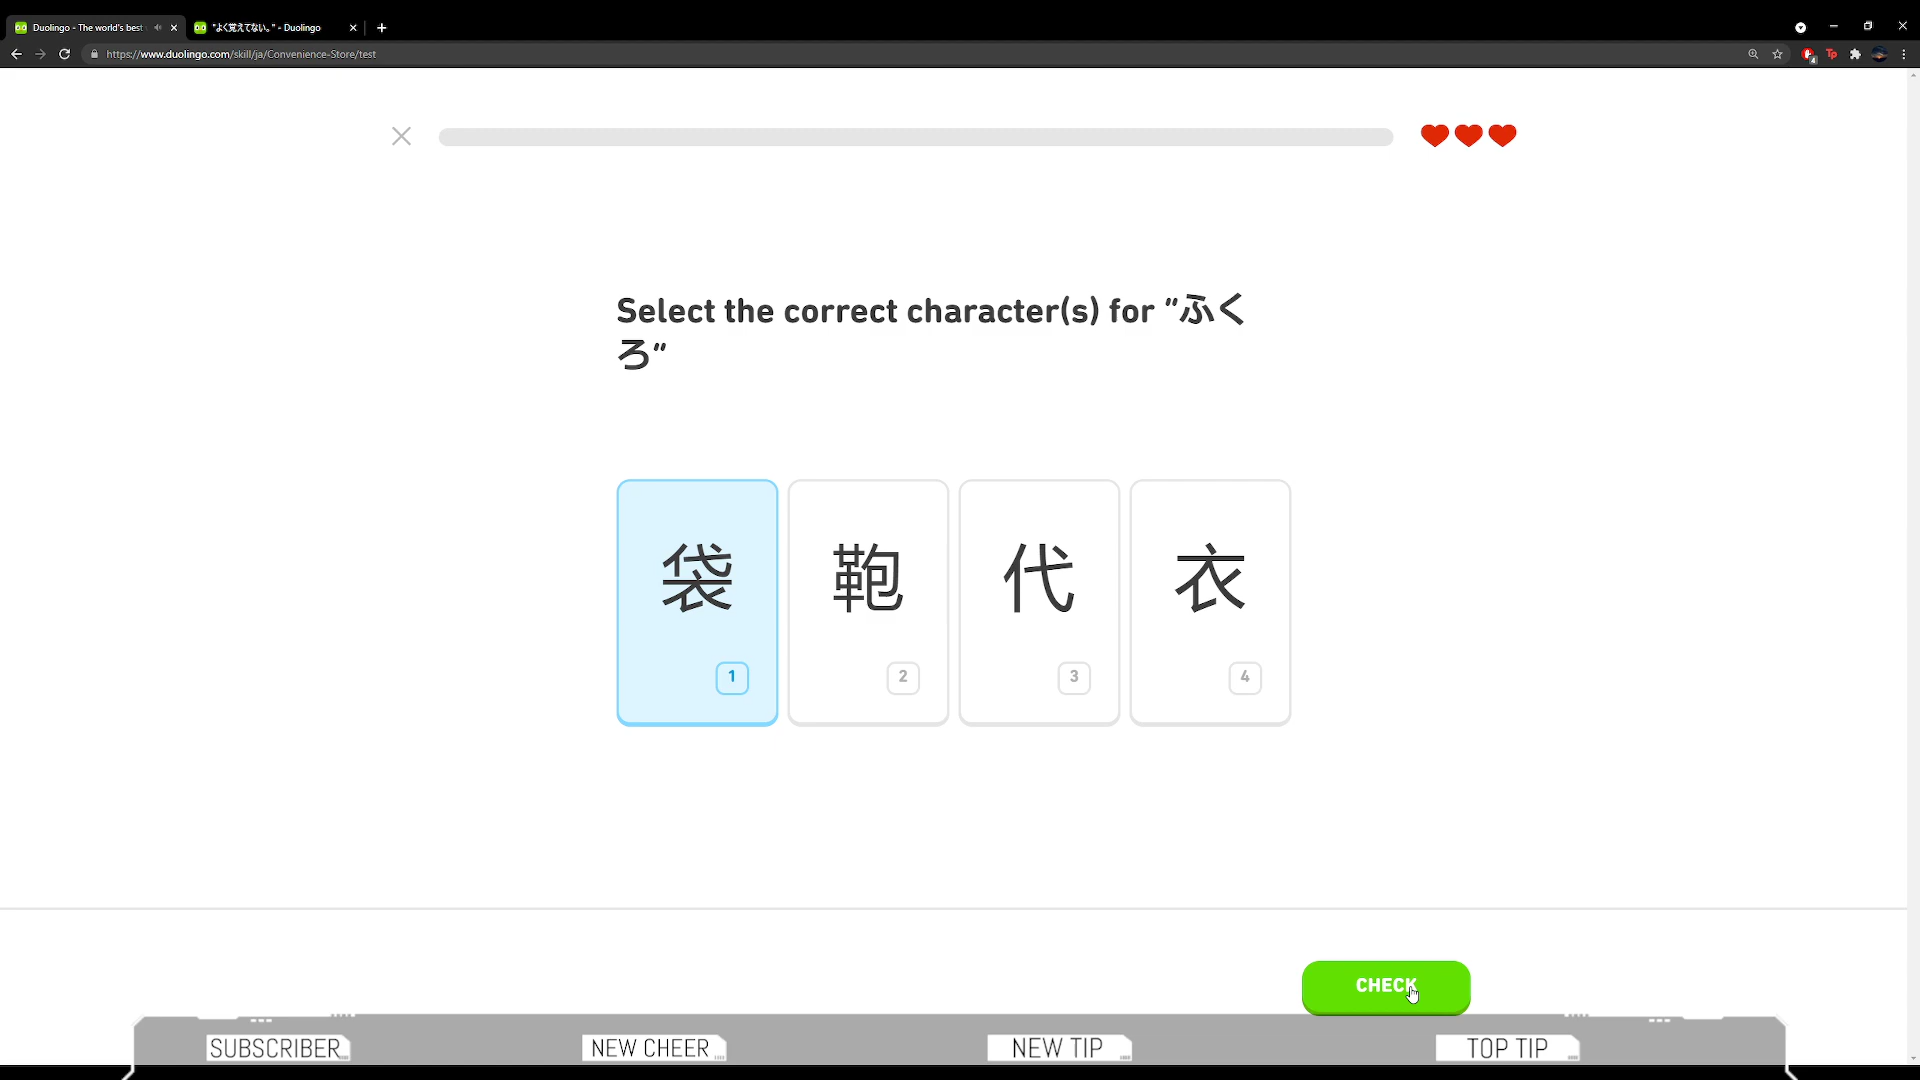 Duolingo - The world's best
"よく覚えてない。" - Duolingo
https://www.duolingo.com/skill/ja/Convenience-Store/test
4
Tp
Select the correct character(s) for "ふく
ろ"
袋 鞄 代 衣
1 2 3 4
CHECK
SUBSCRIBER NEW CHEER NEW TIP TOP TIP